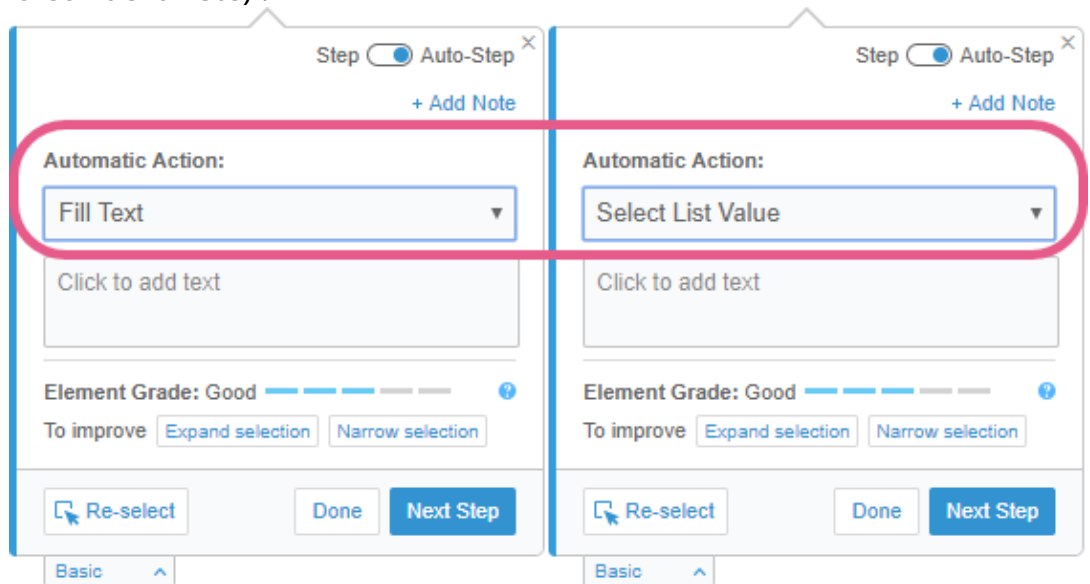 Step Auto-Step ×
+ Add Note
Automatic Action:
Fill Text
Click to add text
Element Grade: Good
?
To improve Expand selection Narrow selection
Re-select Done Next Step
Basic
Step Auto-Step ×
+ Add Note
Automatic Action:
Select List Value
Click to add text
Element Grade: Good
?
To improve Expand selection Narrow selection
Re-select Done Next Step
Basic